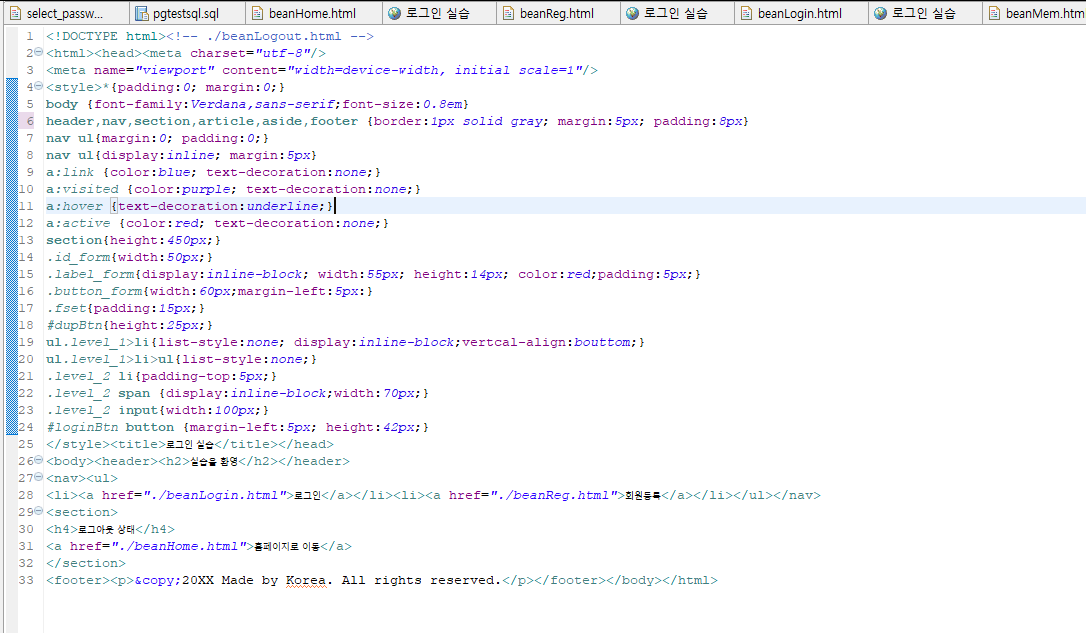 select_passw...
pgtestsql.sql
beanHome.html
로그인 실습
beanReg.html
로그인 실습
beanLogin.html
로그인 실습
beanMem.htm
1 <!DOCTYPE html><!-- ./beanLogout.html -->
2 <html><head><meta charset="utf-8"/>
3 <meta name="viewport" content="width=device-width, initial scale=1"/>
4 <style>*{padding:0; margin:0;}
5 body {font-family:Verdana,sans-serif;font-size:0.8em}
6 header,nav,section,article,aside,footer {border:1px solid gray; margin:5px; padding:8px}
7 nav ul{margin:0; padding:0;}
8 nav ul{display:inline; margin:5px}
9 a:link {color:blue; text-decoration:none;}
10 a:visited {color:purple; text-decoration:none;}
11 a:hover {text-decoration:underline;}
12 a:active {color:red; text-decoration:none;}
13 section{height:450px;}
14 .id_form{width:50px;}
15 .label_form{display:inline-block; width:55px; height:14px; color:red;padding:5px;}
16 .button_form{width:60px;margin-left:5px:}
17 .fset{padding:15px;}
18 #dupBtn{height:25px;}
19 ul.level_1>li{list-style:none; display:inline-block;vertcal-align:bouttom;}
20 ul.level_1>li>ul{list-style:none;}
21 .level_2 li{padding-top:5px;}
22 .level_2 span {display:inline-block;width:70px;}
23 .level_2 input{width:100px;}
24 #loginBtn button {margin-left:5px; height:42px;}
25 </style><title>로그인 실습</title></head>
26 <body><header><h2>실습을 환영</h2></header>
27 <nav><ul>
28 <li><a href="./beanLogin.html">로그인</a></li><li><a href="./beanReg.html">회원등록</a></li></ul></nav>
29 <section>
30 <h4>로그아웃 상태</h4>
31 <a href="./beanHome.html">홈페이지로 이동</a>
32 </section>
33 <footer><p>&copy;20XX Made by Korea. All rights reserved.</p></footer></body></html>